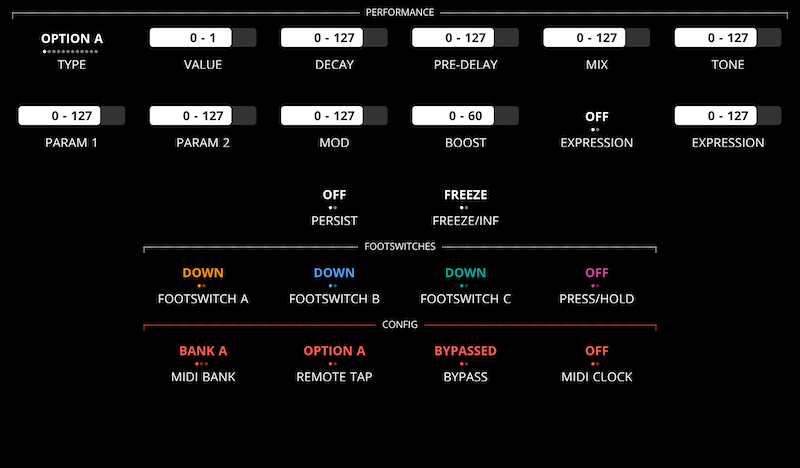 PERFORMANCE
OPTION A 0 - 1 0 - 127 0 - 127 0 - 127 0 - 127
TYPE VALUE DECAY PRE-DELAY MIX TONE
0 - 127 0 - 127 0 - 127 0 - 60 OFF 0 - 127
PARAM 1 PARAM 2 MOD BOOST EXPRESSION EXPRESSION
OFF FREEZE
PERSIST FREEZE/INF
FOOTSWITCHES
DOWN DOWN DOWN OFF
FOOTSWITCH A FOOTSWITCH B FOOTSWITCH C PRESS/HOLD
CONFIG
BANK A OPTION A BYPASSED OFF
MIDI BANK REMOTE TAP BYPASS MIDI CLOCK